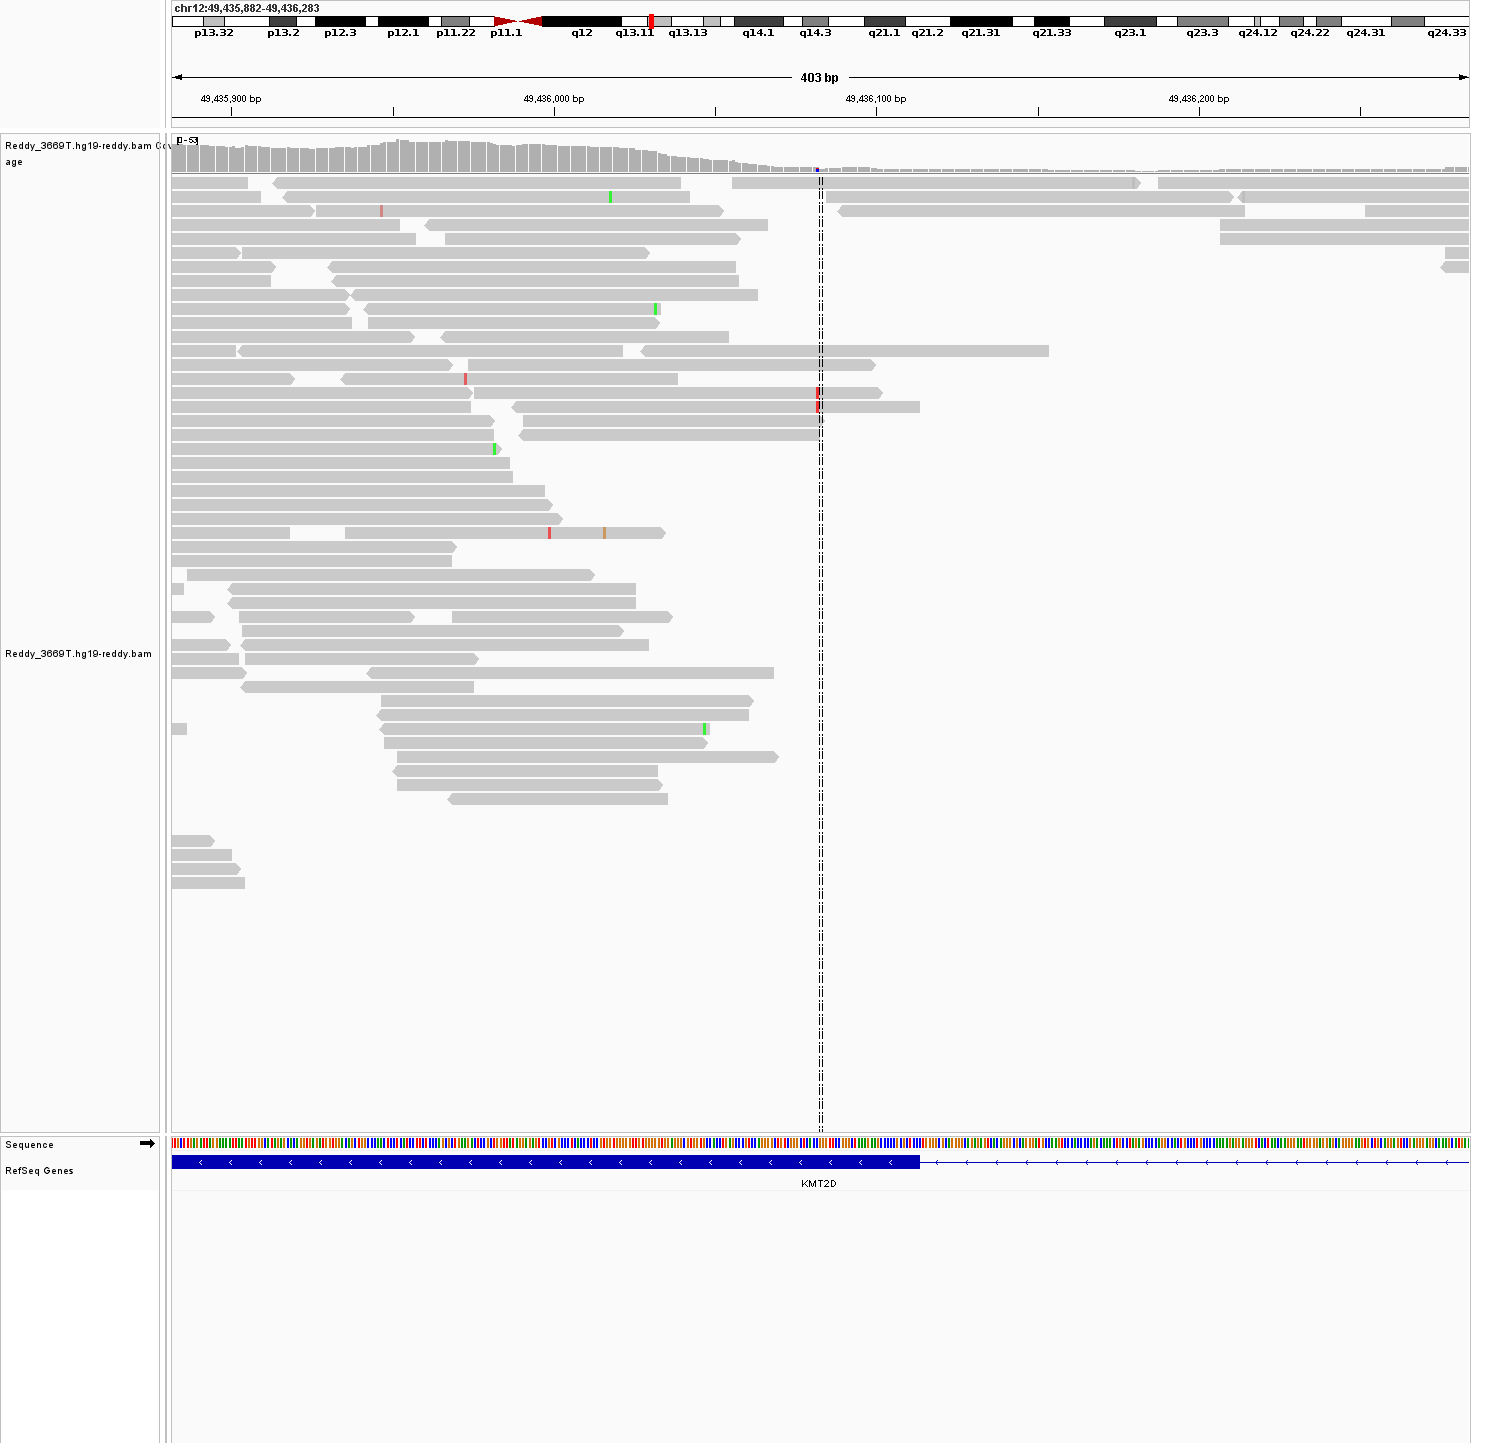 chr12:49,435,882-49,436,283
p13.32 p13.2 p12.3 p12.1 p11.22 p11.1 q12 q13.11 q13.13 q14.1 q14.3 q21.1 q21.2 q21.31 q21.33 q23.1 q23.3 q24.12 q24.22 q24.31 q24.33
403 bp
49,435,900 bp 49,436,000 bp 49,436,100 bp 49,436,200 bp
Reddy_3669T.hg19-reddy.bam Cov
age
Reddy_3669T.hg19-reddy.bam
Sequence
RefSeq Genes
KMT2D